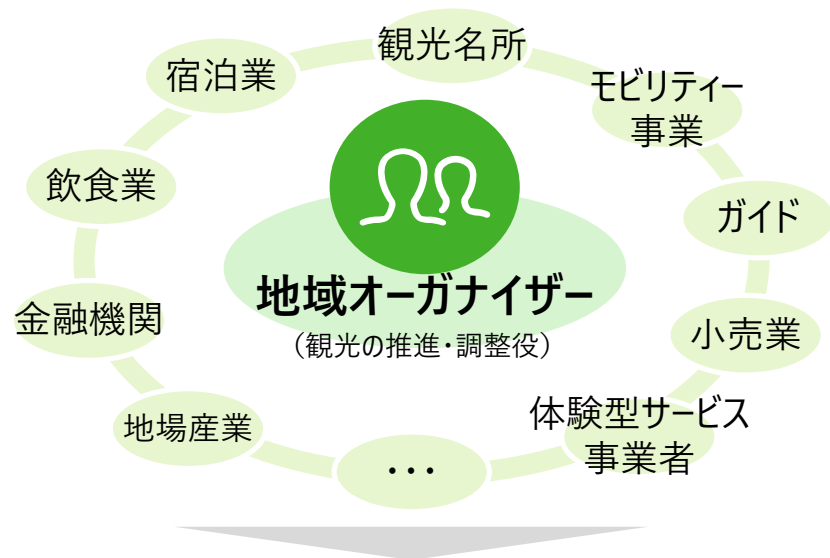 観光名所
宿泊業
モビリティー
事業
飲食業
ガイド
地域オーガナイザー
（観光の推進・調整役）
金融機関
小売業
体験型サービス
事業者
地場産業
・・・